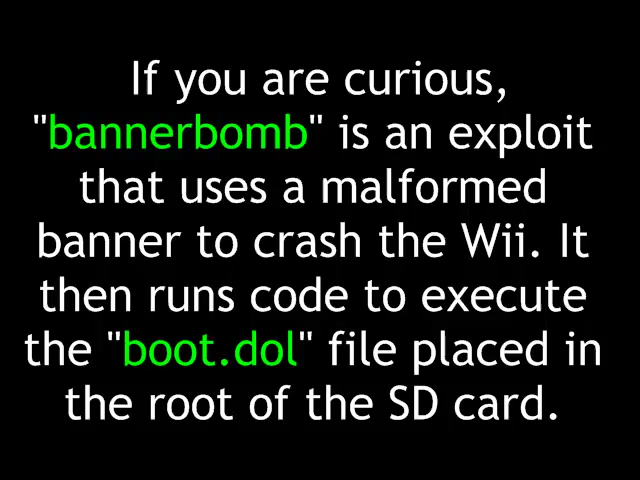 If you are curious,
"bannerbomb" is an exploit
that uses a malformed
banner to crash the Wii. It
then runs code to execute
the "boot.dol" file placed in
the root of the SD card.